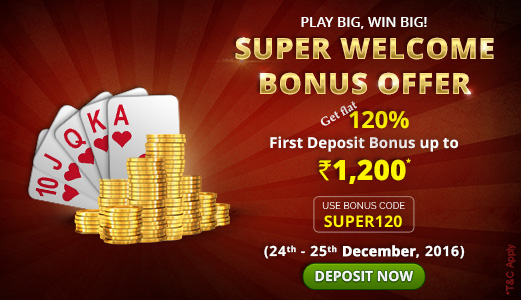 PLAY BIG, WIN BIG!
SUPER WELCOME
BONUS OFFER
Get flat
120%
First Deposit Bonus up to
₹1,200*
USE BONUS CODE
SUPER120
(24th - 25th December, 2016)
DEPOSIT NOW
*T&C Apply
10
J
Q
K
A